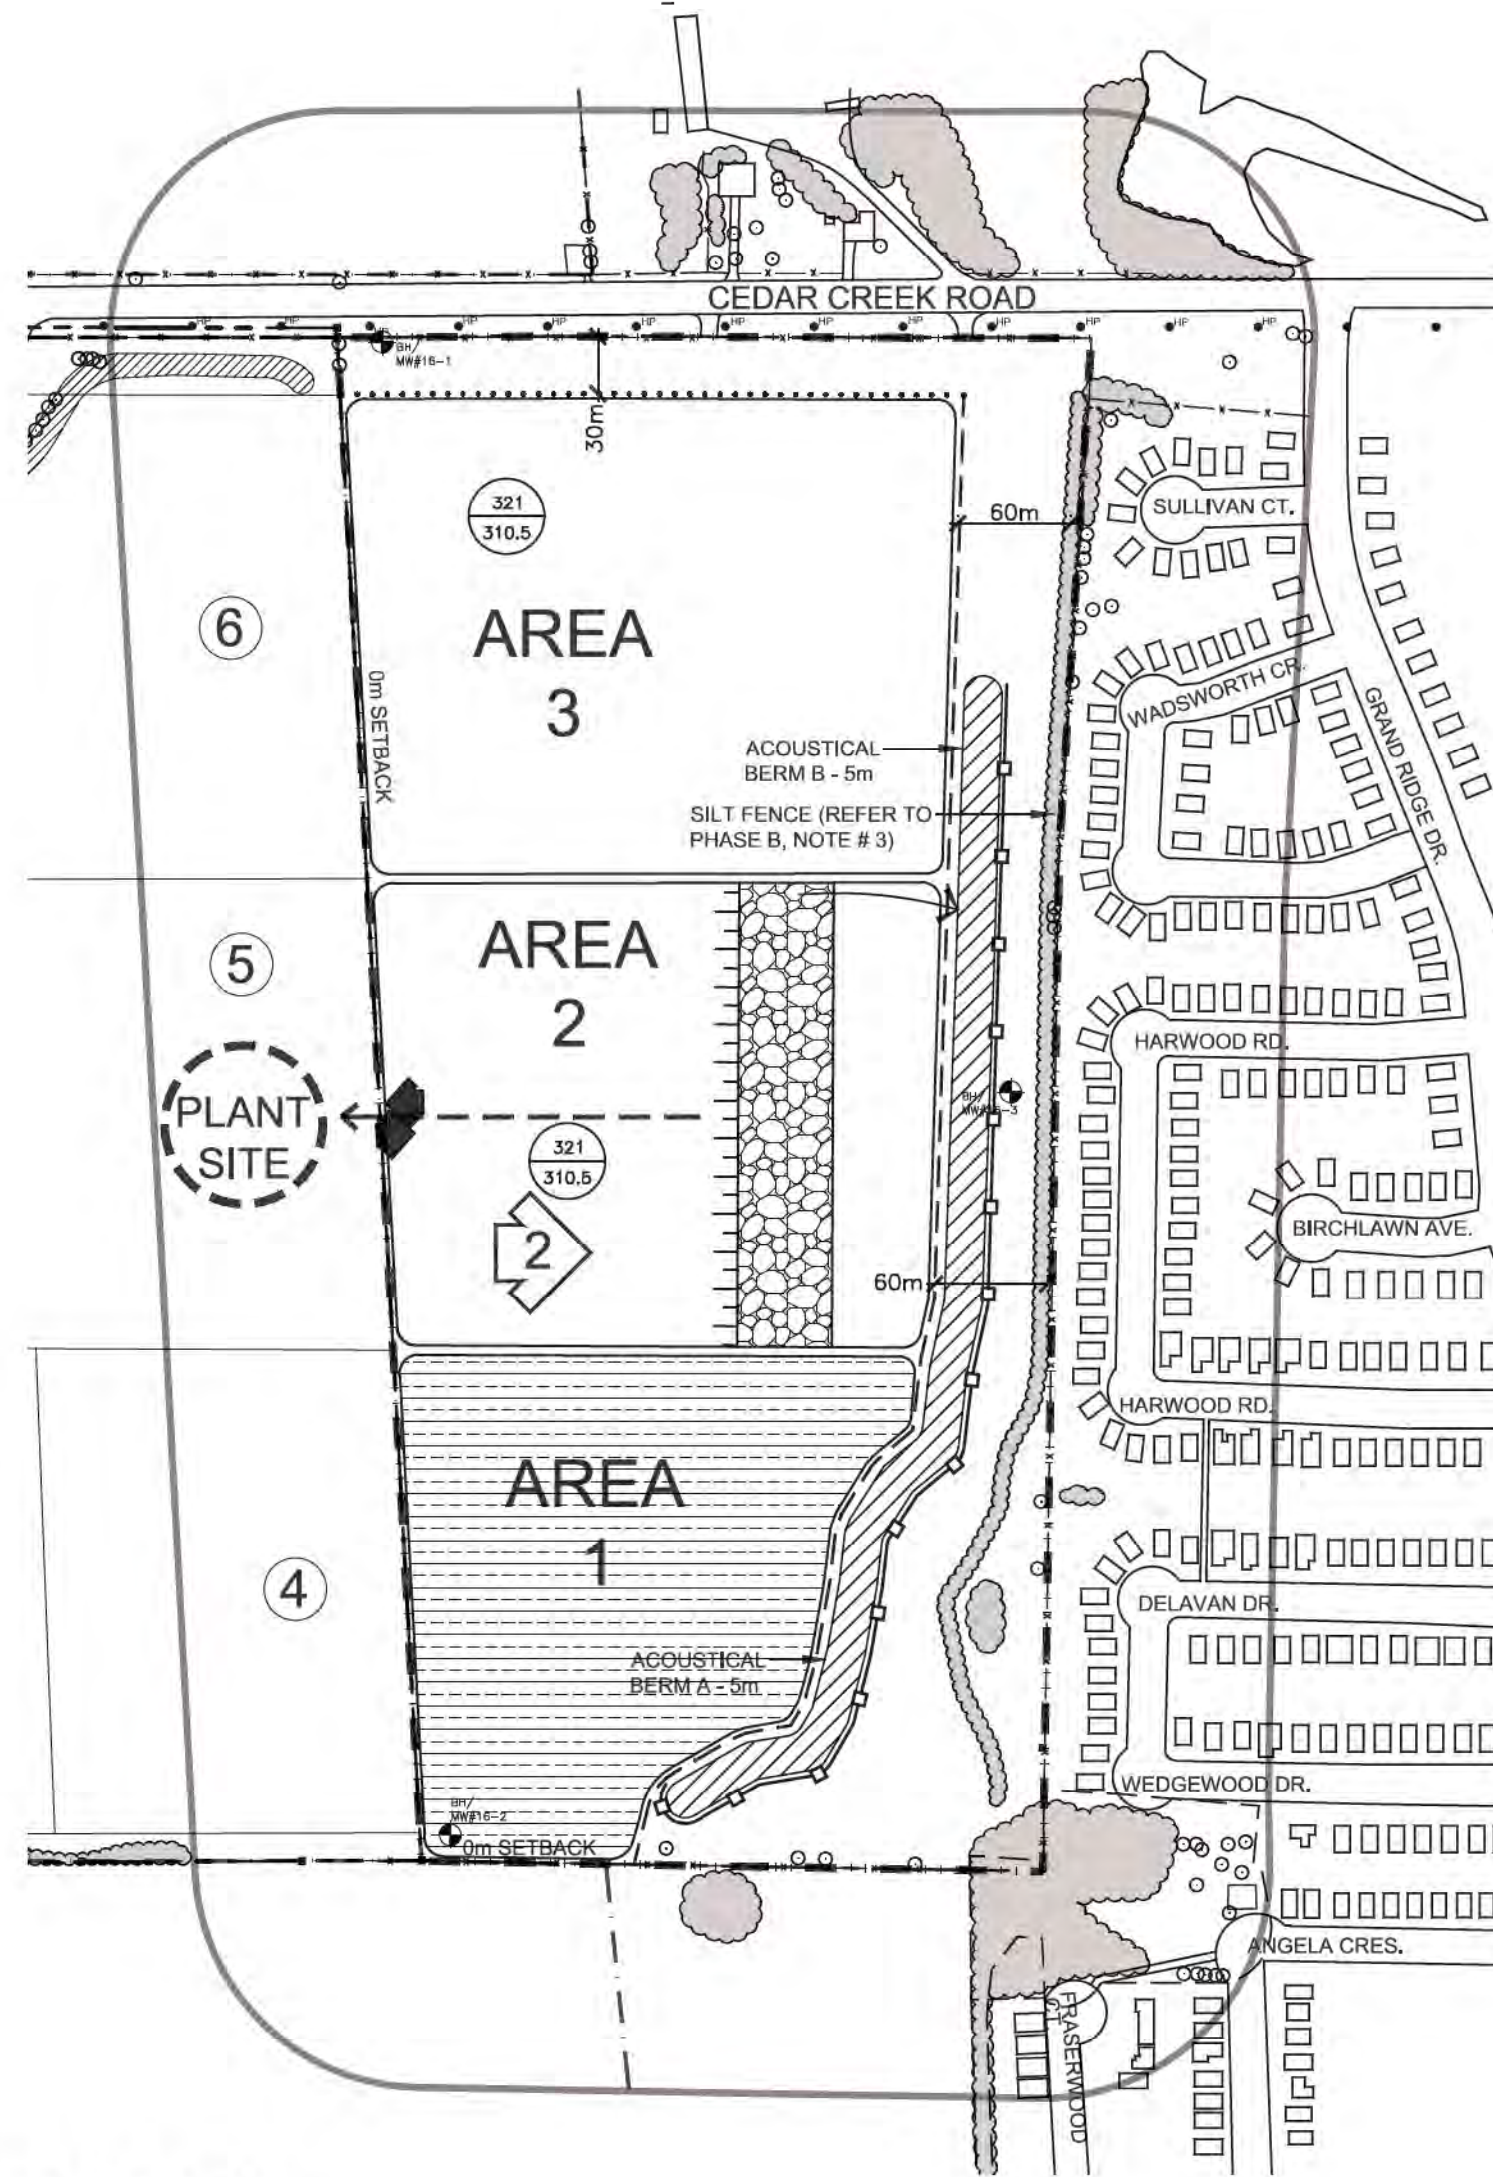 CEDAR CREEK ROAD
HP
HP
HP
HP
HP
HP
HP
HP
HP
BH/
MW#16-1
30m
321
310.5
60m
SULLIVAN CT.
AREA
3
6
0m SETBACK
WADSWORTH CR.
GRAND RIDGE DR.
ACOUSTICAL
BERM B - 5m
SILT FENCE (REFER TO
PHASE B, NOTE # 3)
AREA
2
5
HARWOOD RD.
PLANT
SITE
BH/
MW#16-3
321
310.5
2
BIRCHLAWN AVE.
60m
HARWOOD RD.
AREA
1
4
DELAVAN DR.
ACOUSTICAL
BERM A - 5m
WEDGEWOOD DR.
BH/
MW#16-2
0m SETBACK
ANGELA CRES.
FRASERWOOD
CT.